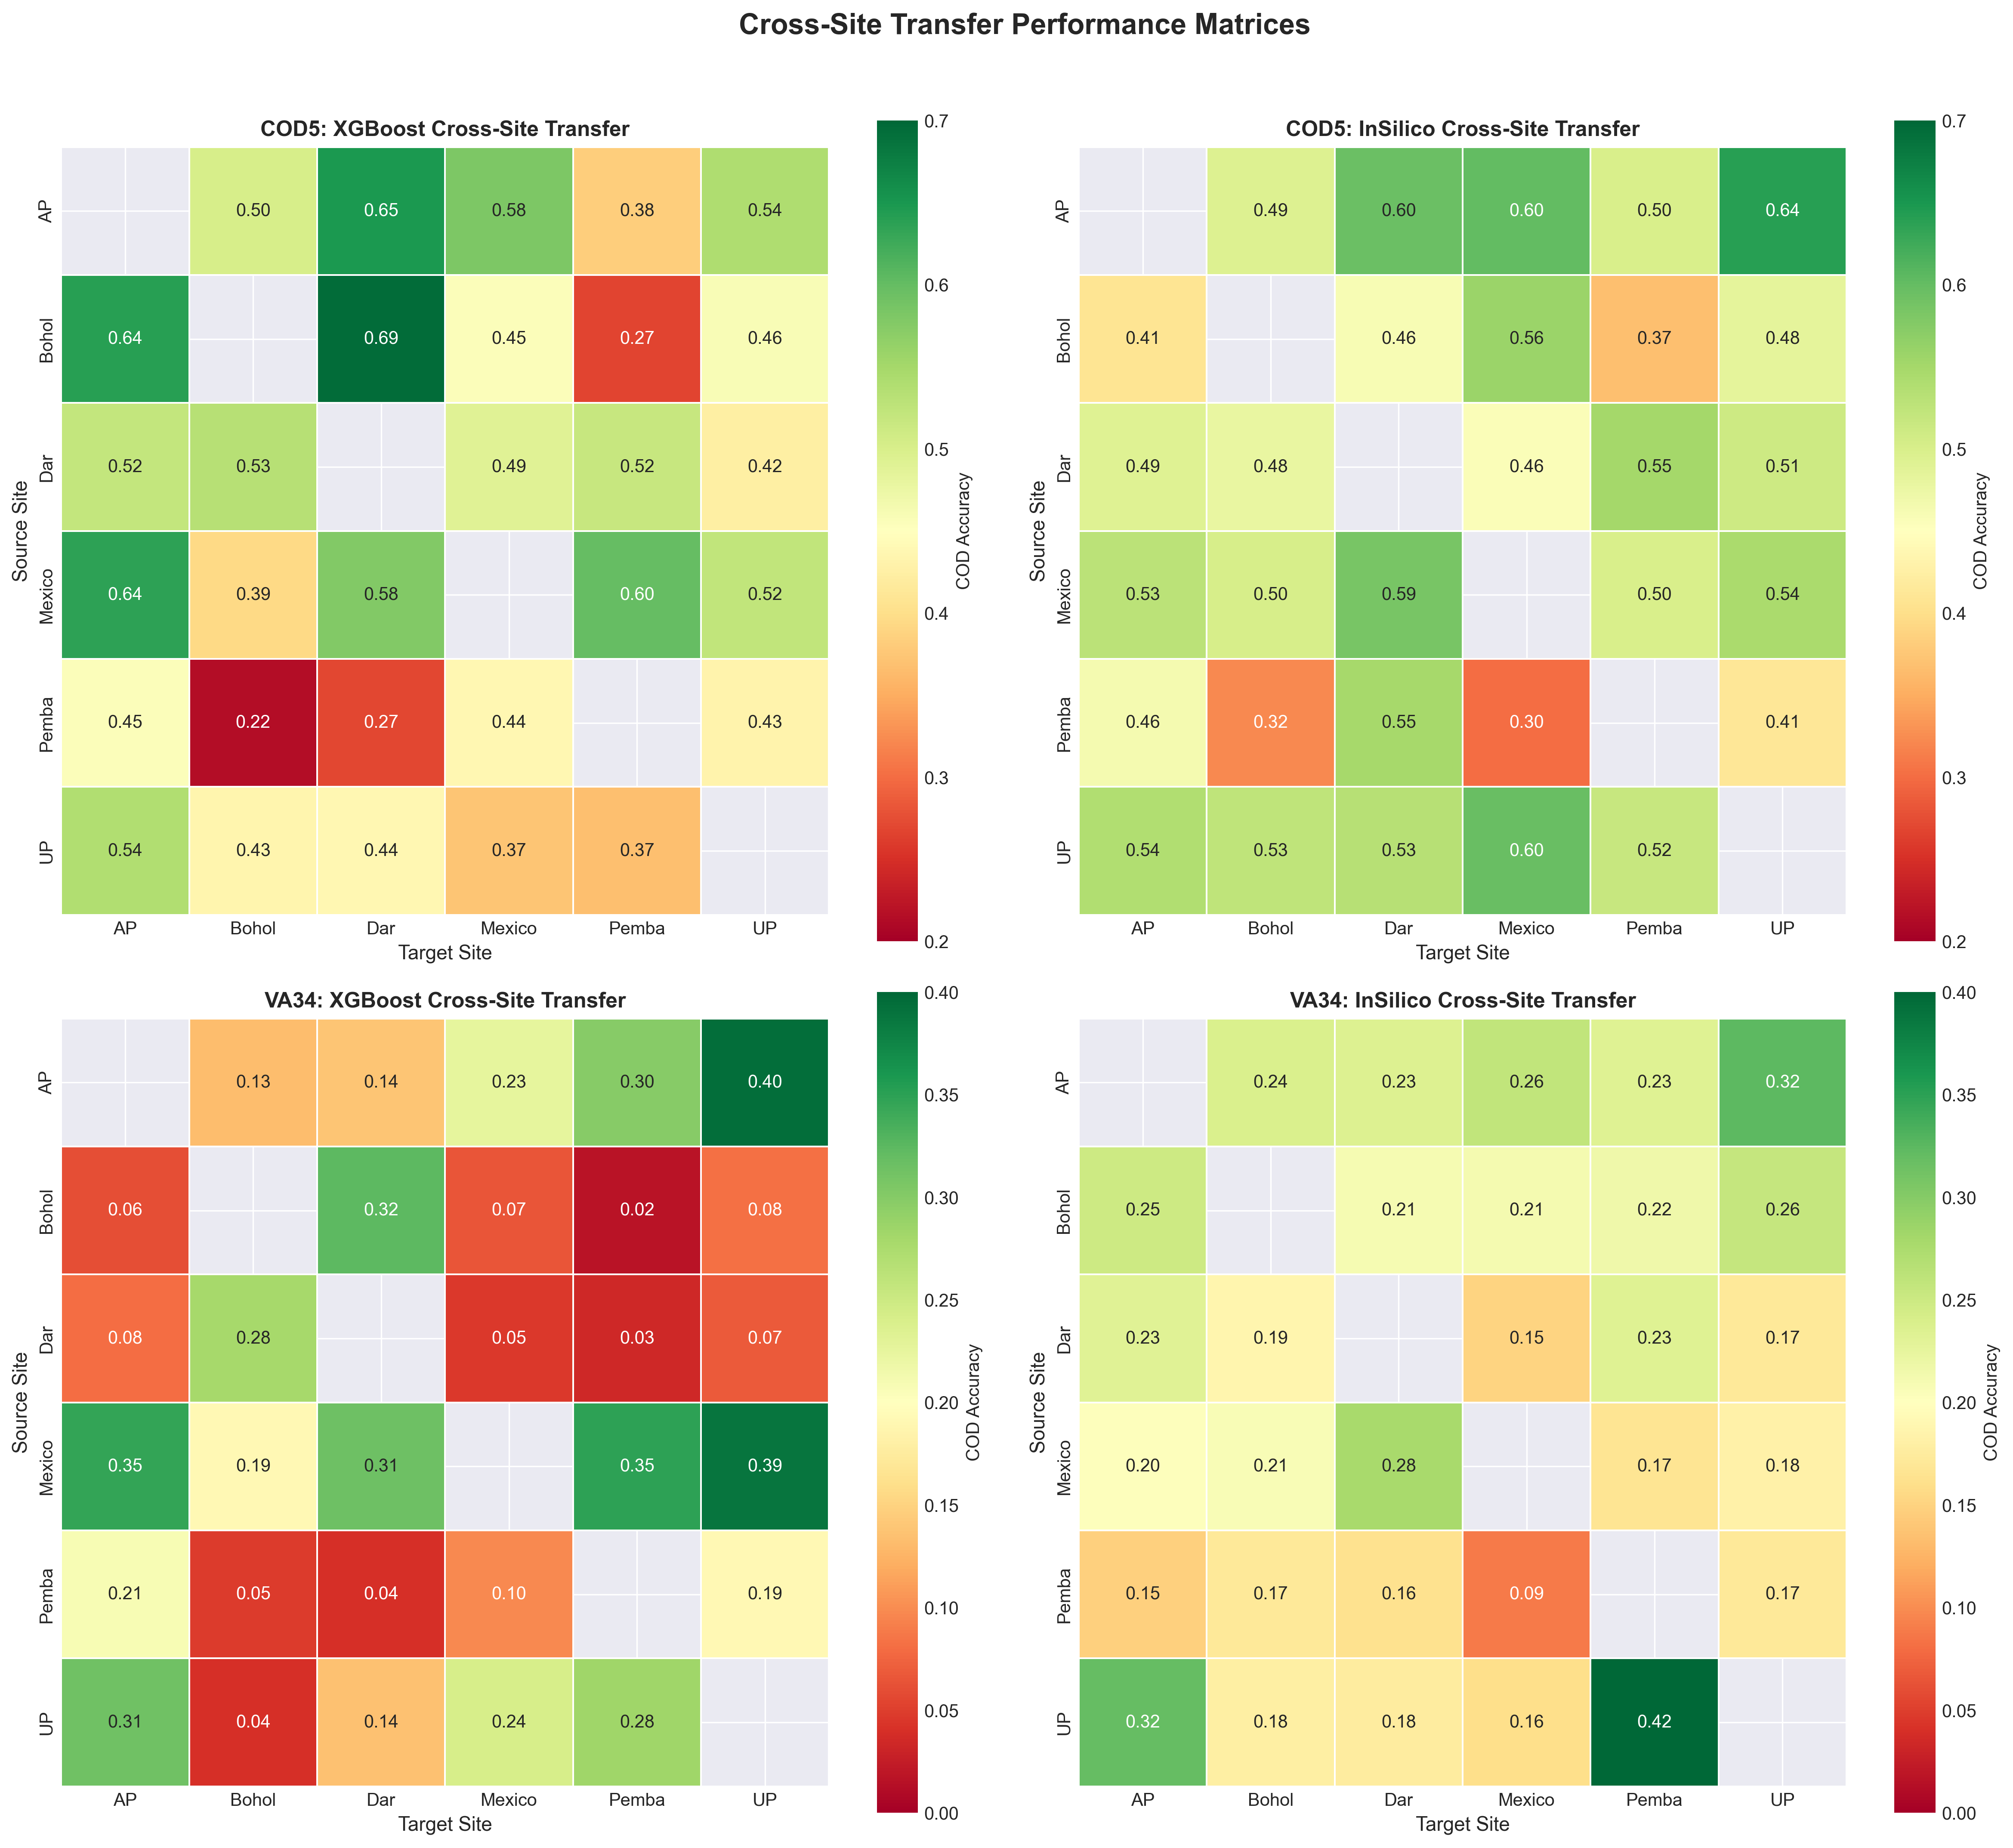 Cross-Site Transfer Performance Matrices
COD5: XGBoost Cross-Site Transfer
Source Site
AP 0.50 0.65 0.58 0.38 0.54
Bohol 0.64 0.69 0.45 0.27 0.46
Dar 0.52 0.53 0.49 0.52 0.42
Mexico 0.64 0.39 0.58 0.60 0.52
Pemba 0.45 0.22 0.27 0.44 0.43
UP 0.54 0.43 0.44 0.37 0.37
AP Bohol Dar Mexico Pemba UP
Target Site
0.7
0.6
0.5
0.4
0.3
0.2
COD Accuracy
COD5: InSilico Cross-Site Transfer
Source Site
AP 0.49 0.60 0.60 0.50 0.64
Bohol 0.41 0.46 0.56 0.37 0.48
Dar 0.49 0.48 0.46 0.55 0.51
Mexico 0.53 0.50 0.59 0.50 0.54
Pemba 0.46 0.32 0.55 0.30 0.41
UP 0.54 0.53 0.53 0.60 0.52
AP Bohol Dar Mexico Pemba UP
Target Site
0.7
0.6
0.5
0.4
0.3
0.2
COD Accuracy
VA34: XGBoost Cross-Site Transfer
Source Site
AP 0.13 0.14 0.23 0.30 0.40
Bohol 0.06 0.32 0.07 0.02 0.08
Dar 0.08 0.28 0.05 0.03 0.07
Mexico 0.35 0.19 0.31 0.35 0.39
Pemba 0.21 0.05 0.04 0.10 0.19
UP 0.31 0.04 0.14 0.24 0.28
AP Bohol Dar Mexico Pemba UP
Target Site
0.40
0.35
0.30
0.25
0.20
0.15
0.10
0.05
0.00
COD Accuracy
VA34: InSilico Cross-Site Transfer
Source Site
AP 0.24 0.23 0.26 0.23 0.32
Bohol 0.25 0.21 0.21 0.22 0.26
Dar 0.23 0.19 0.15 0.23 0.17
Mexico 0.20 0.21 0.28 0.17 0.18
Pemba 0.15 0.17 0.16 0.09 0.17
UP 0.32 0.18 0.18 0.16 0.42
AP Bohol Dar Mexico Pemba UP
Target Site
0.40
0.35
0.30
0.25
0.20
0.15
0.10
0.05
0.00
COD Accuracy